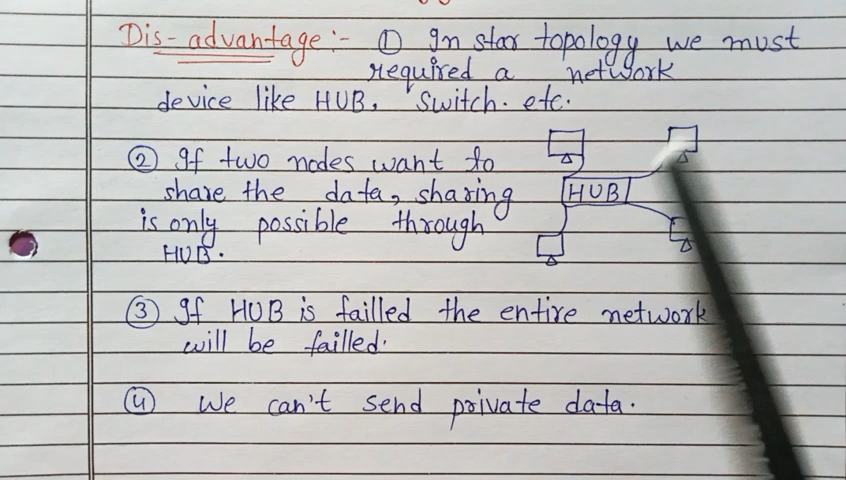 Dis-advantage:- ① In star topology we must
required a network
device like HUB, Switch. etc.
② If two nodes want to
share the data, sharing
is only possible through
HUB.
HUB
③ If HUB is failled the entire network
will be failled.
④ We can't send private data.